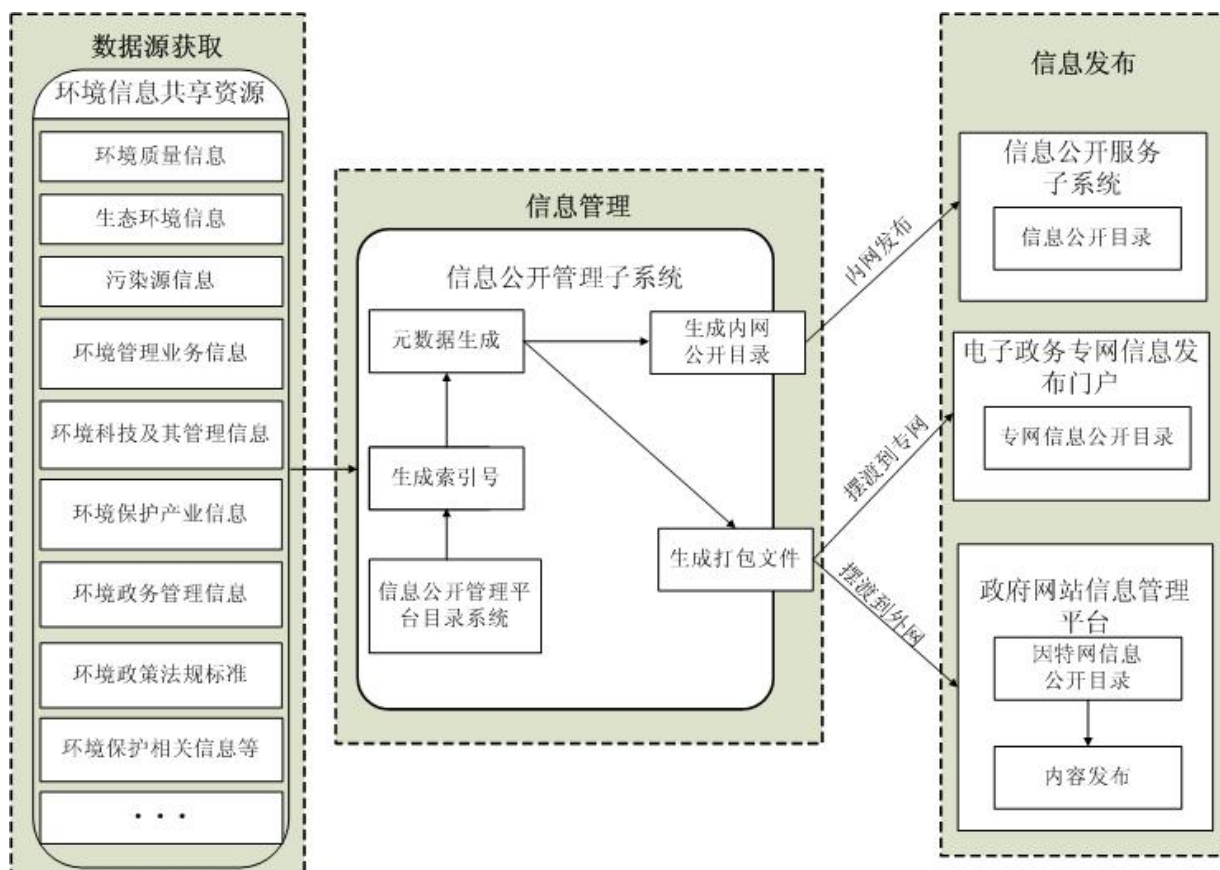 数据源获取
环境信息共享资源
环境质量信息
生态环境信息
污染源信息
环境管理业务信息
环境科技及其管理信息
环境保护产业信息
环境政务管理信息
环境政策法规标准
环境保护相关信息等
...
信息管理
信息公开管理子系统
元数据生成
生成内网
公开目录
生成索引号
生成打包文件
信息公开管理平
台目录系统
内网发布
摆渡到专网
摆渡到外网
信息发布
信息公开服务
子系统
信息公开目录
电子政务专网信息发
布门户
专网信息公开目录
政府网站信息管理
平台
因特网信息
公开目录
内容发布